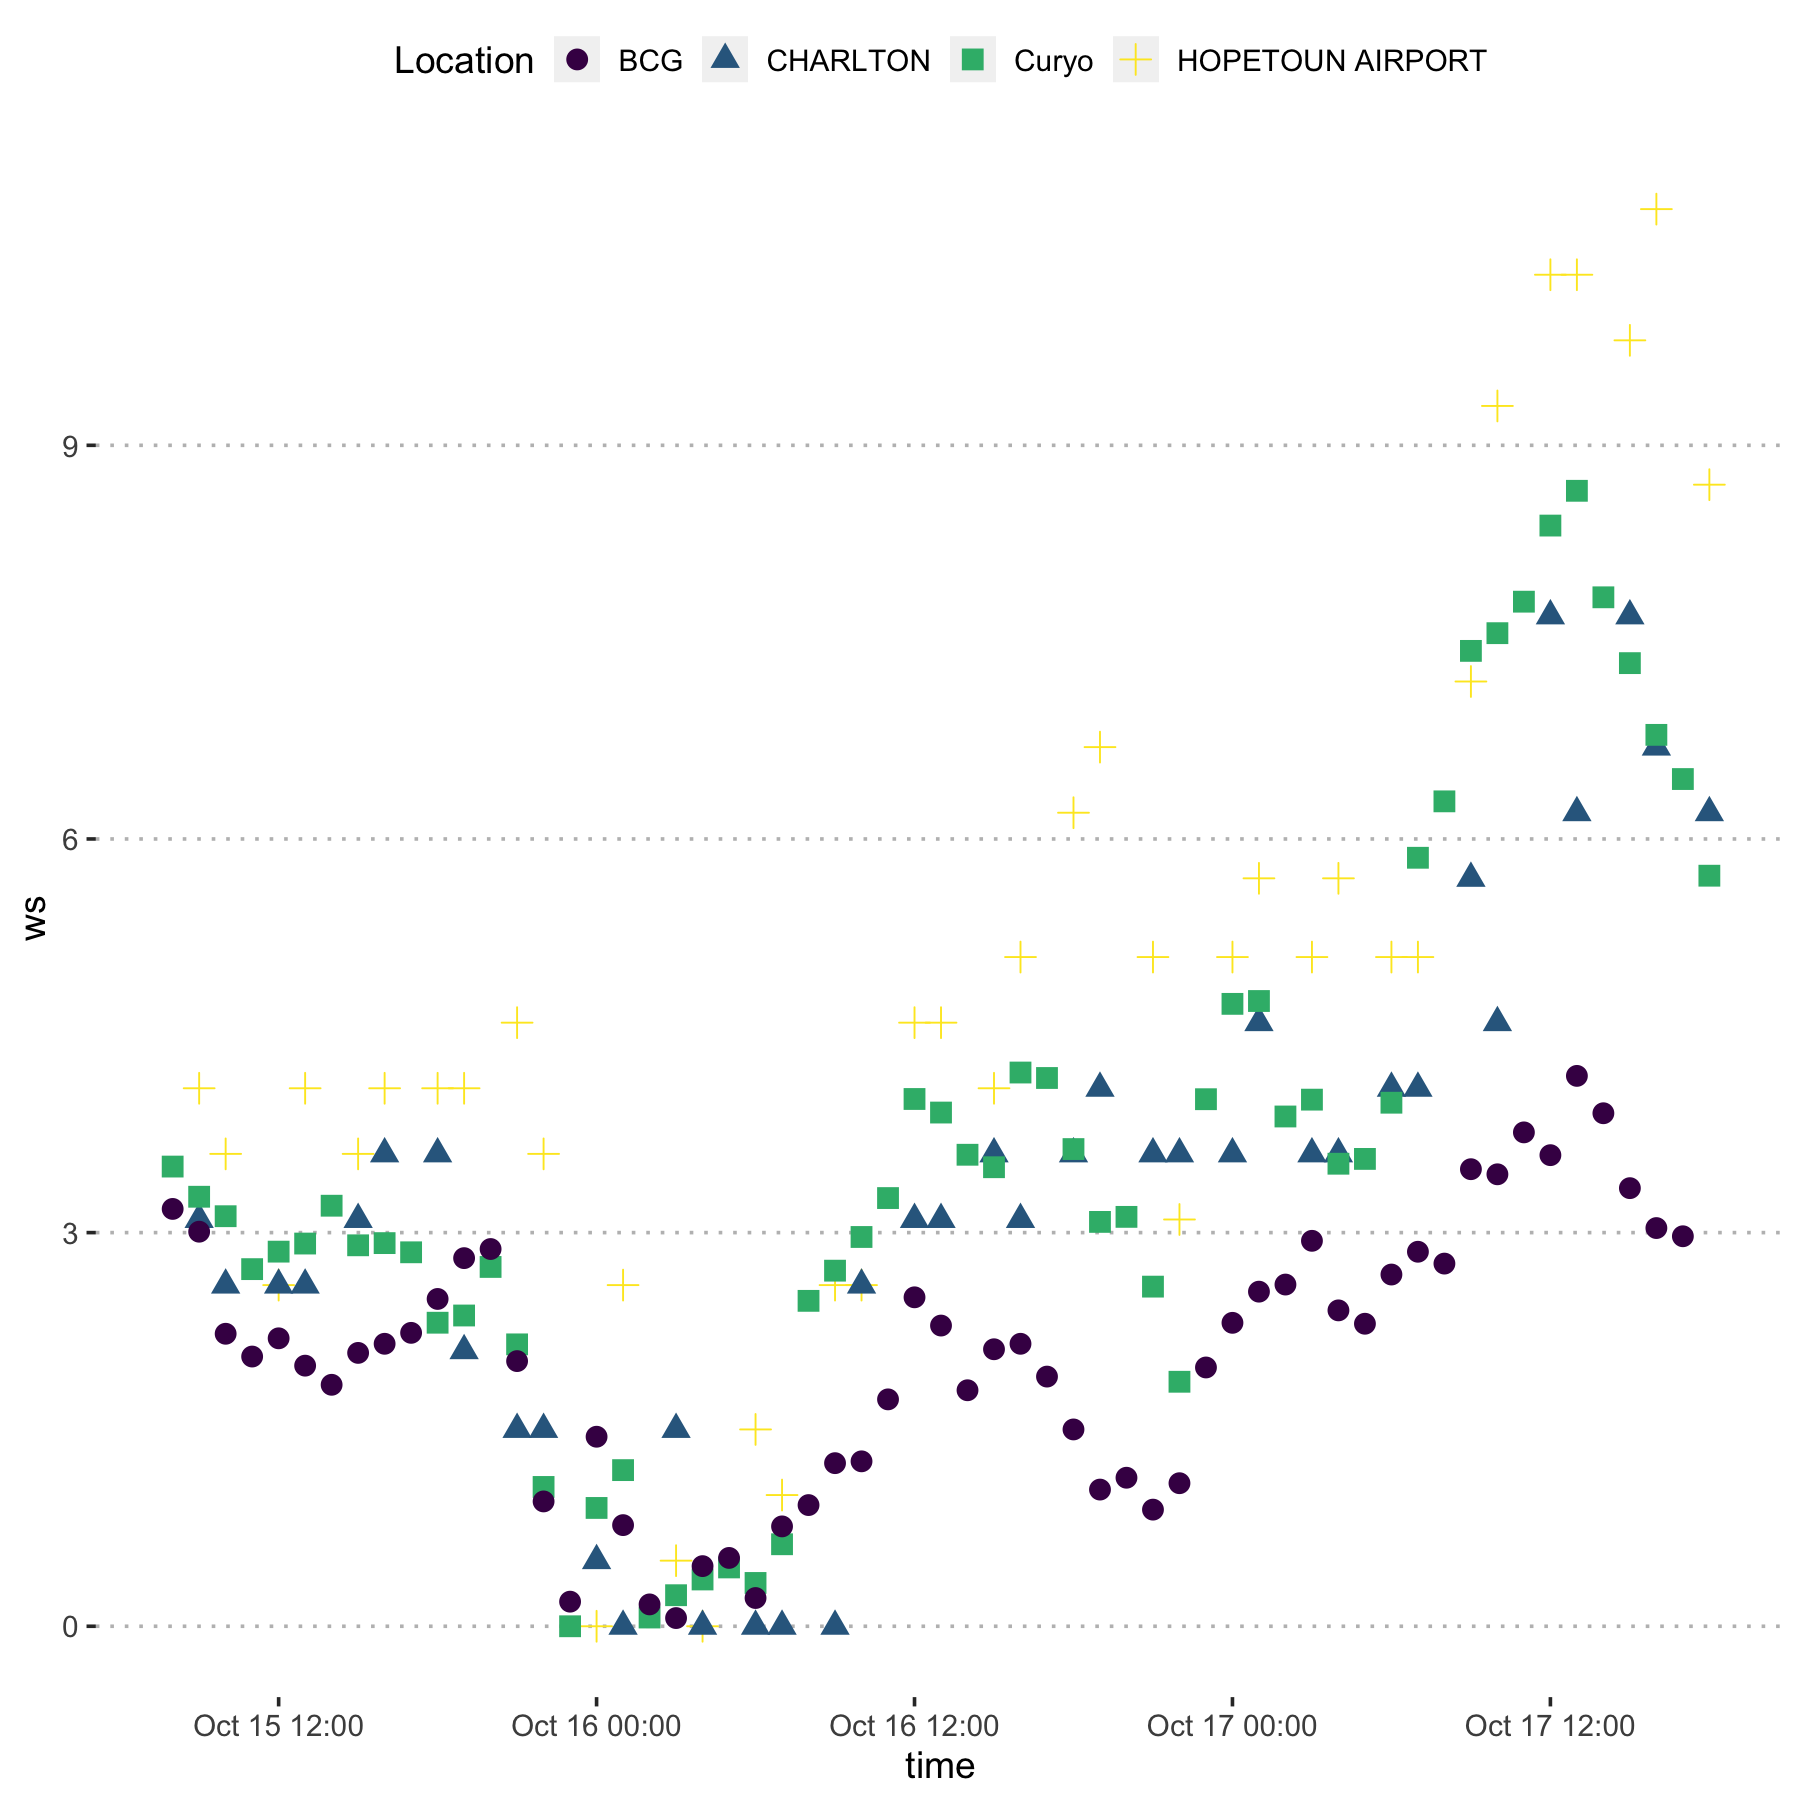 Location BCG CHARLTON Curyo HOPETOUN AIRPORT
9
6
3
0
ws
Oct 15 12:00 Oct 16 00:00 Oct 16 12:00 Oct 17 00:00 Oct 17 12:00
time